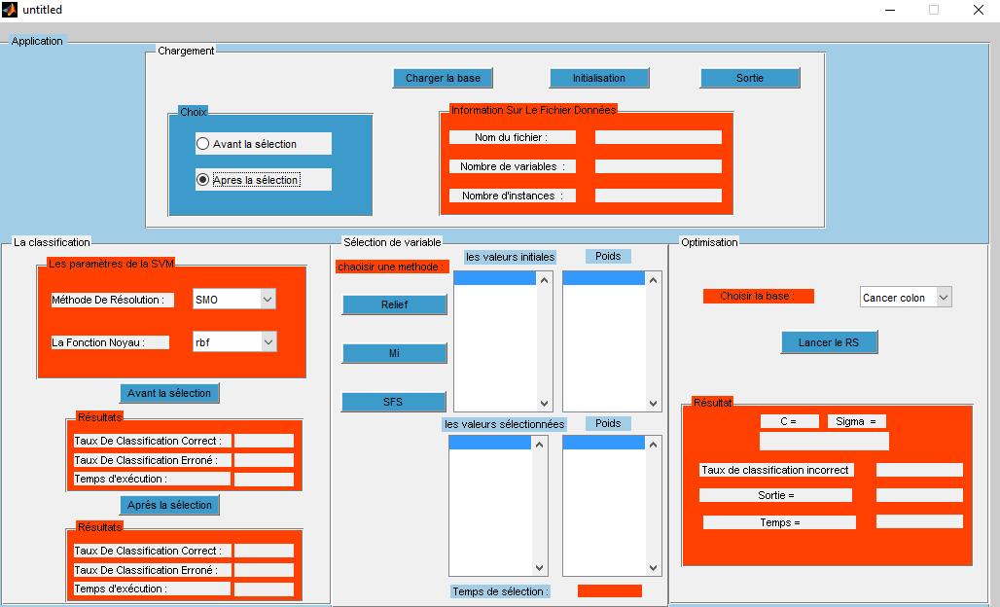 untitled
Application
Chargement
Charger la base
Initialisation
Sortie
Choix
Avant la sélection
Apres la sélection
Information Sur Le Fichier Données
Nom du fichier :
Nombre de variables :
Nombre d'instances :
La classification
Les paramètres de la SVM
Méthode De Résolution :
SMO
La Fonction Noyau :
rbf
Avant la sélection
Résultats
Taux De Classification Correct :
Taux De Classification Erroné :
Temps d'exécution :
Aprés la sélection
Résultats
Taux De Classification Correct :
Taux De Classification Erroné :
Temps d'exécution :
Sélection de variable
chaoisir une methode :
Relief
Mi
SFS
les valeurs initiales
Poids
les valeurs sélectionnées
Poids
Temps de sélection :
Optimisation
Choisir la base :
Cancer colon
Lancer le RS
Résultat
C =
Sigma =
Taux de classification incorrect
Sortie =
Temps =